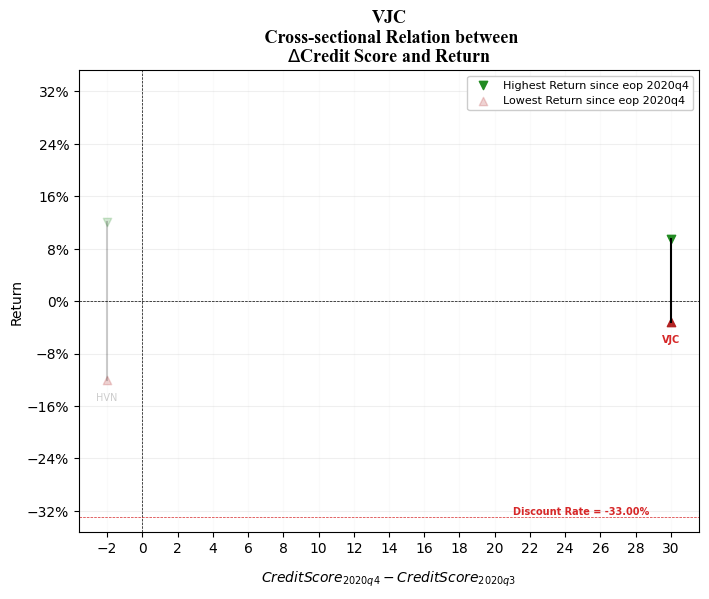 VJC
Cross-sectional Relation between
ΔCredit Score and Return
Highest Return since eop 2020q4
Lowest Return since eop 2020q4
32%
24%
16%
8%
0%
−8%
−16%
−24%
−32%
Return
HVN
VJC
Discount Rate = -33.00%
−2 0 2 4 6 8 10 12 14 16 18 20 22 24 26 28 30
CreditScore2020q4 − CreditScore2020q3